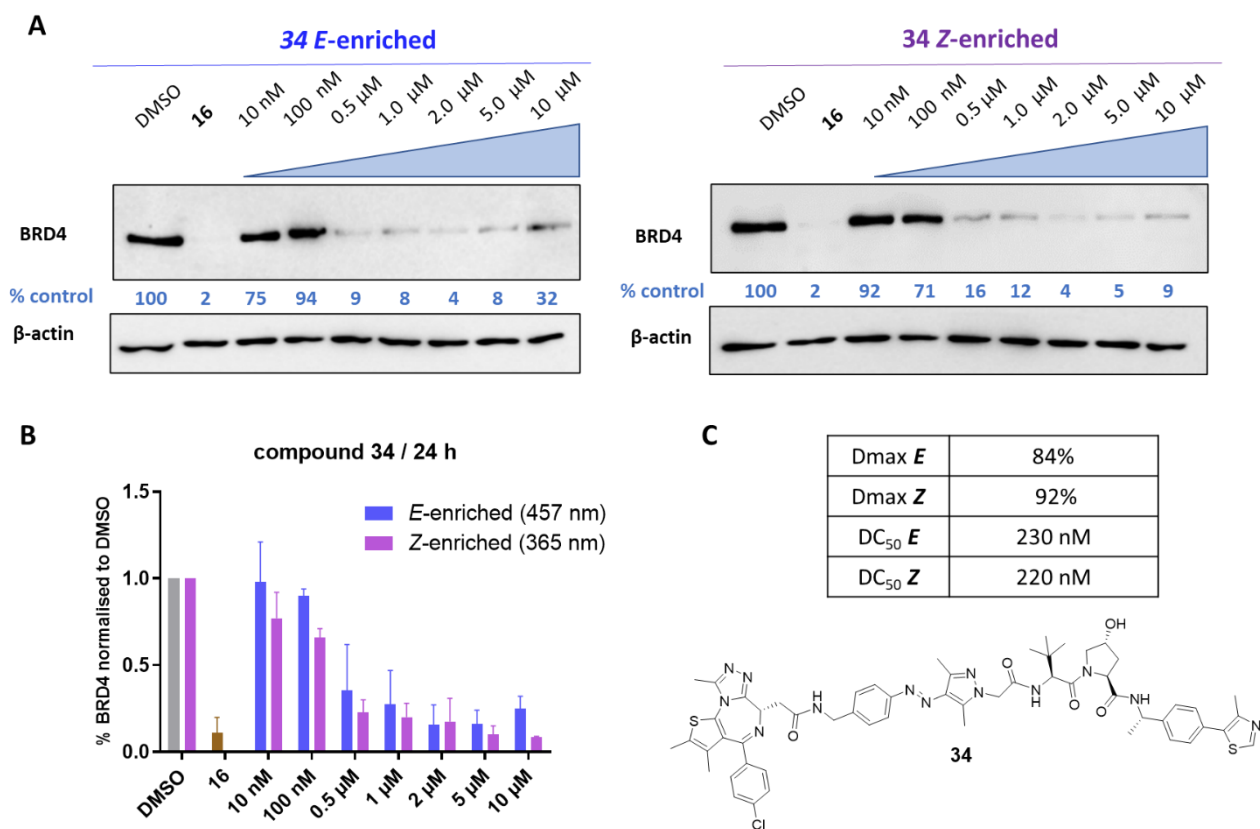 A
34 E-enriched
34 Z-enriched
DMSO 16 10 nM 100 nM 0.5 μM 1.0 μM 2.0 μM 5.0 μM 10 μM
DMSO 16 10 nM 100 nM 0.5 μM 1.0 μM 2.0 μM 5.0 μM 10 μM
BRD4
% control 100 2 75 94 9 8 4 8 32
β-actin
BRD4
% control 100 2 92 71 16 12 4 5 9
β-actin
B
compound 34 / 24 h
% BRD4 normalised to DMSO
1.5
1.0
0.5
0.0
E-enriched (457 nm)
Z-enriched (365 nm)
DMSO 16 10 nM 100 nM 0.5 μM 1 μM 2 μM 5 μM 10 μM
C
Dmax E 84%
Dmax Z 92%
DC50 E 230 nM
DC50 Z 220 nM
N-N
N
N
S
N
O
H
N
Cl
N
N
N
N
O
N
H
O
N
OH
O
H
N
S
N
34